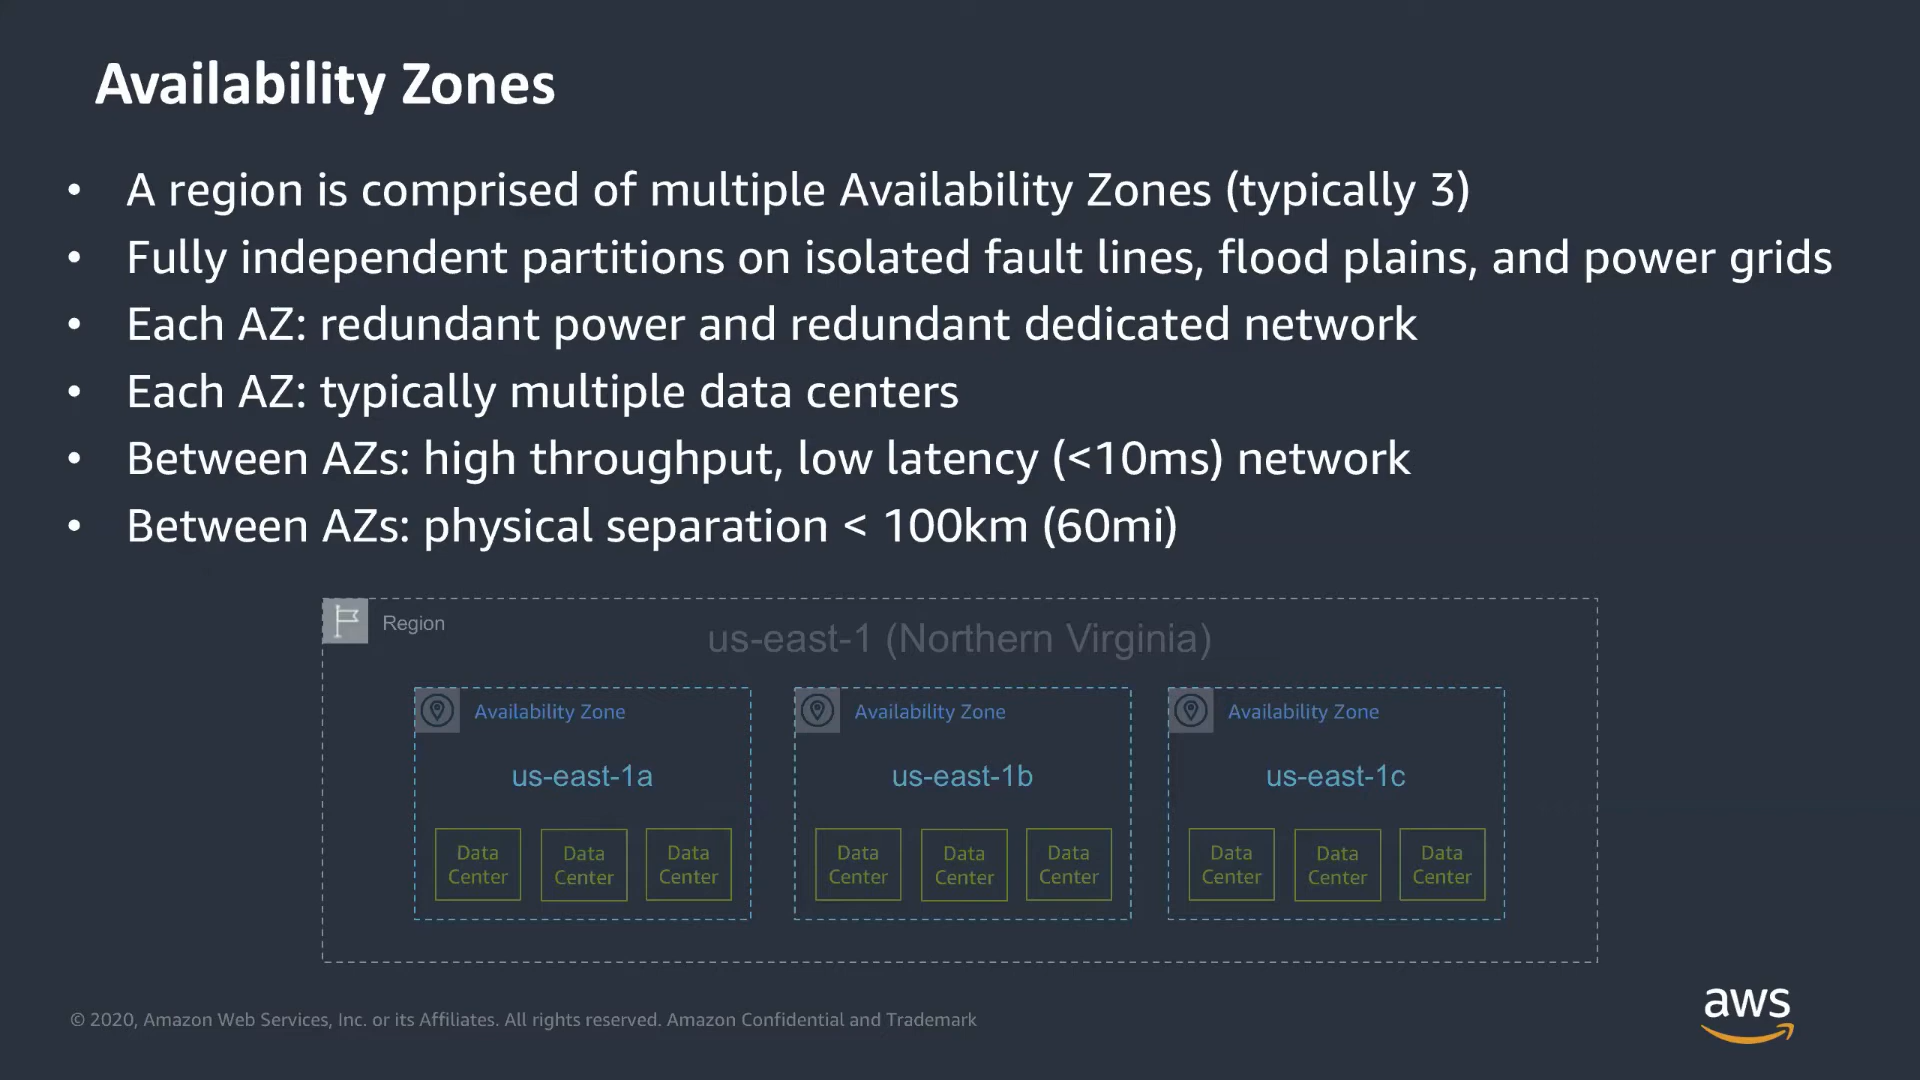 Availability Zones
• A region is comprised of multiple Availability Zones (typically 3)
• Fully independent partitions on isolated fault lines, flood plains, and power grids
• Each AZ: redundant power and redundant dedicated network
• Each AZ: typically multiple data centers
• Between AZs: high throughput, low latency (<10ms) network
• Between AZs: physical separation < 100km (60mi)
Region
us-east-1 (Northern Virginia)
Availability Zone
us-east-1a
Data
Center
Data
Center
Data
Center
Availability Zone
us-east-1b
Data
Center
Data
Center
Data
Center
Availability Zone
us-east-1c
Data
Center
Data
Center
Data
Center
© 2020, Amazon Web Services, Inc. or its Affiliates. All rights reserved. Amazon Confidential and Trademark
aws